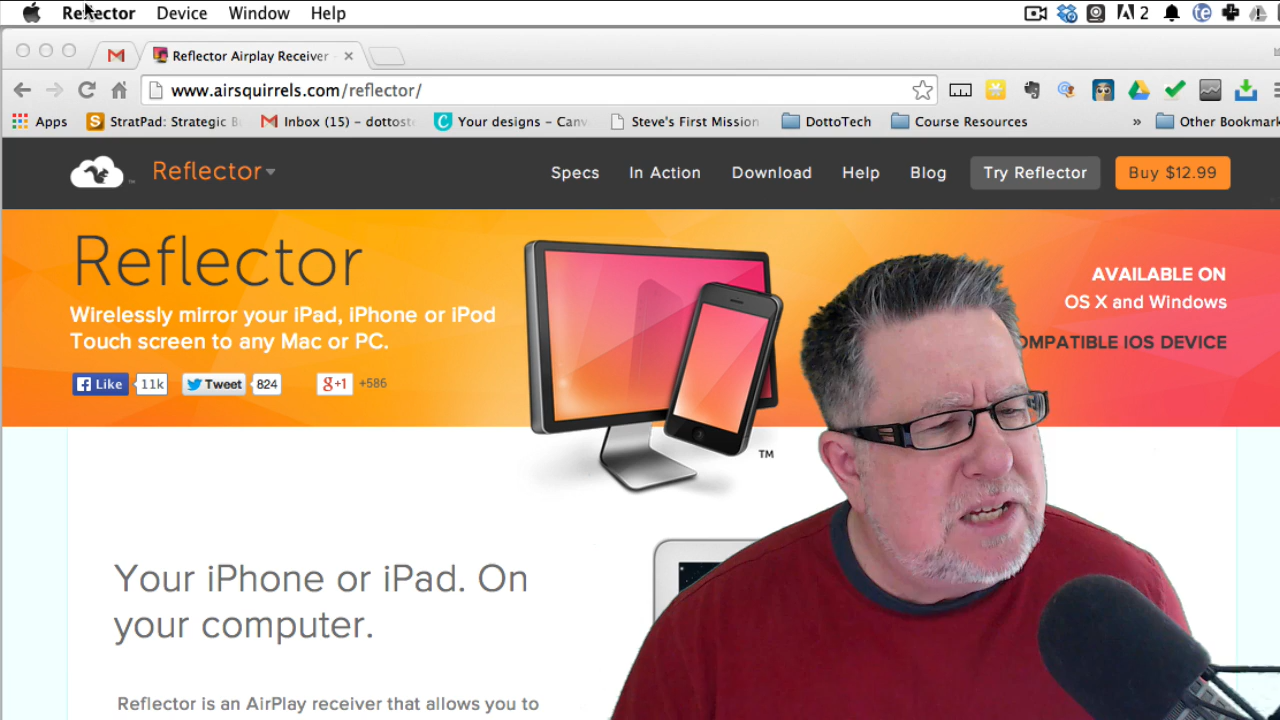 Reflector Device Window Help 2
Reflector Airplay Receiver
www.airsquirrels.com/reflector/
Apps StratPad: Strategic B Inbox (15) – dottost Your designs – Canv Steve's First Mission DottoTech Course Resources » Other Bookmark
Reflector Specs In Action Download Help Blog Try Reflector Buy $12.99
Reflector
Wirelessly mirror your iPad, iPhone or iPod
Touch screen to any Mac or PC.
Like 11k Tweet 824 g+1 +586
AVAILABLE ON
OS X and Windows
OMPATIBLE IOS DEVICE
TM
Your iPhone or iPad. On
your computer.
Reflector is an AirPlay receiver that allows you to